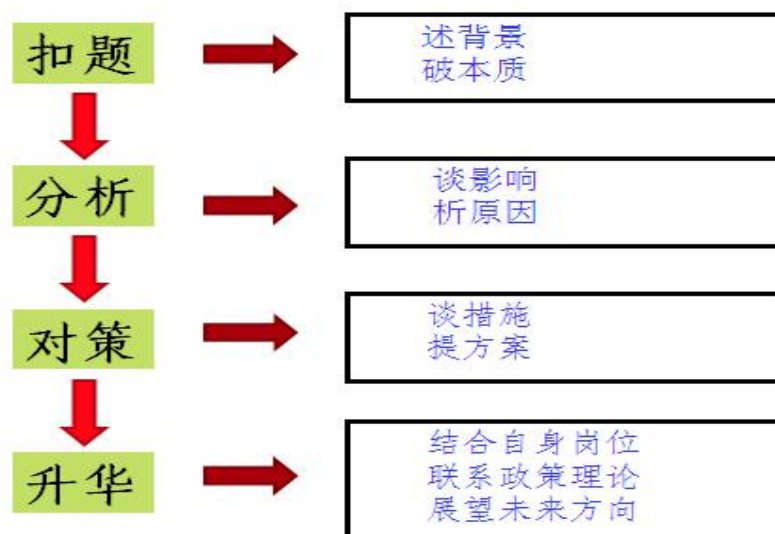 扣题
述背景
破本质
分析
谈影响
析原因
对策
谈措施
提方案
升华
结合自身岗位
联系政策理论
展望未来方向